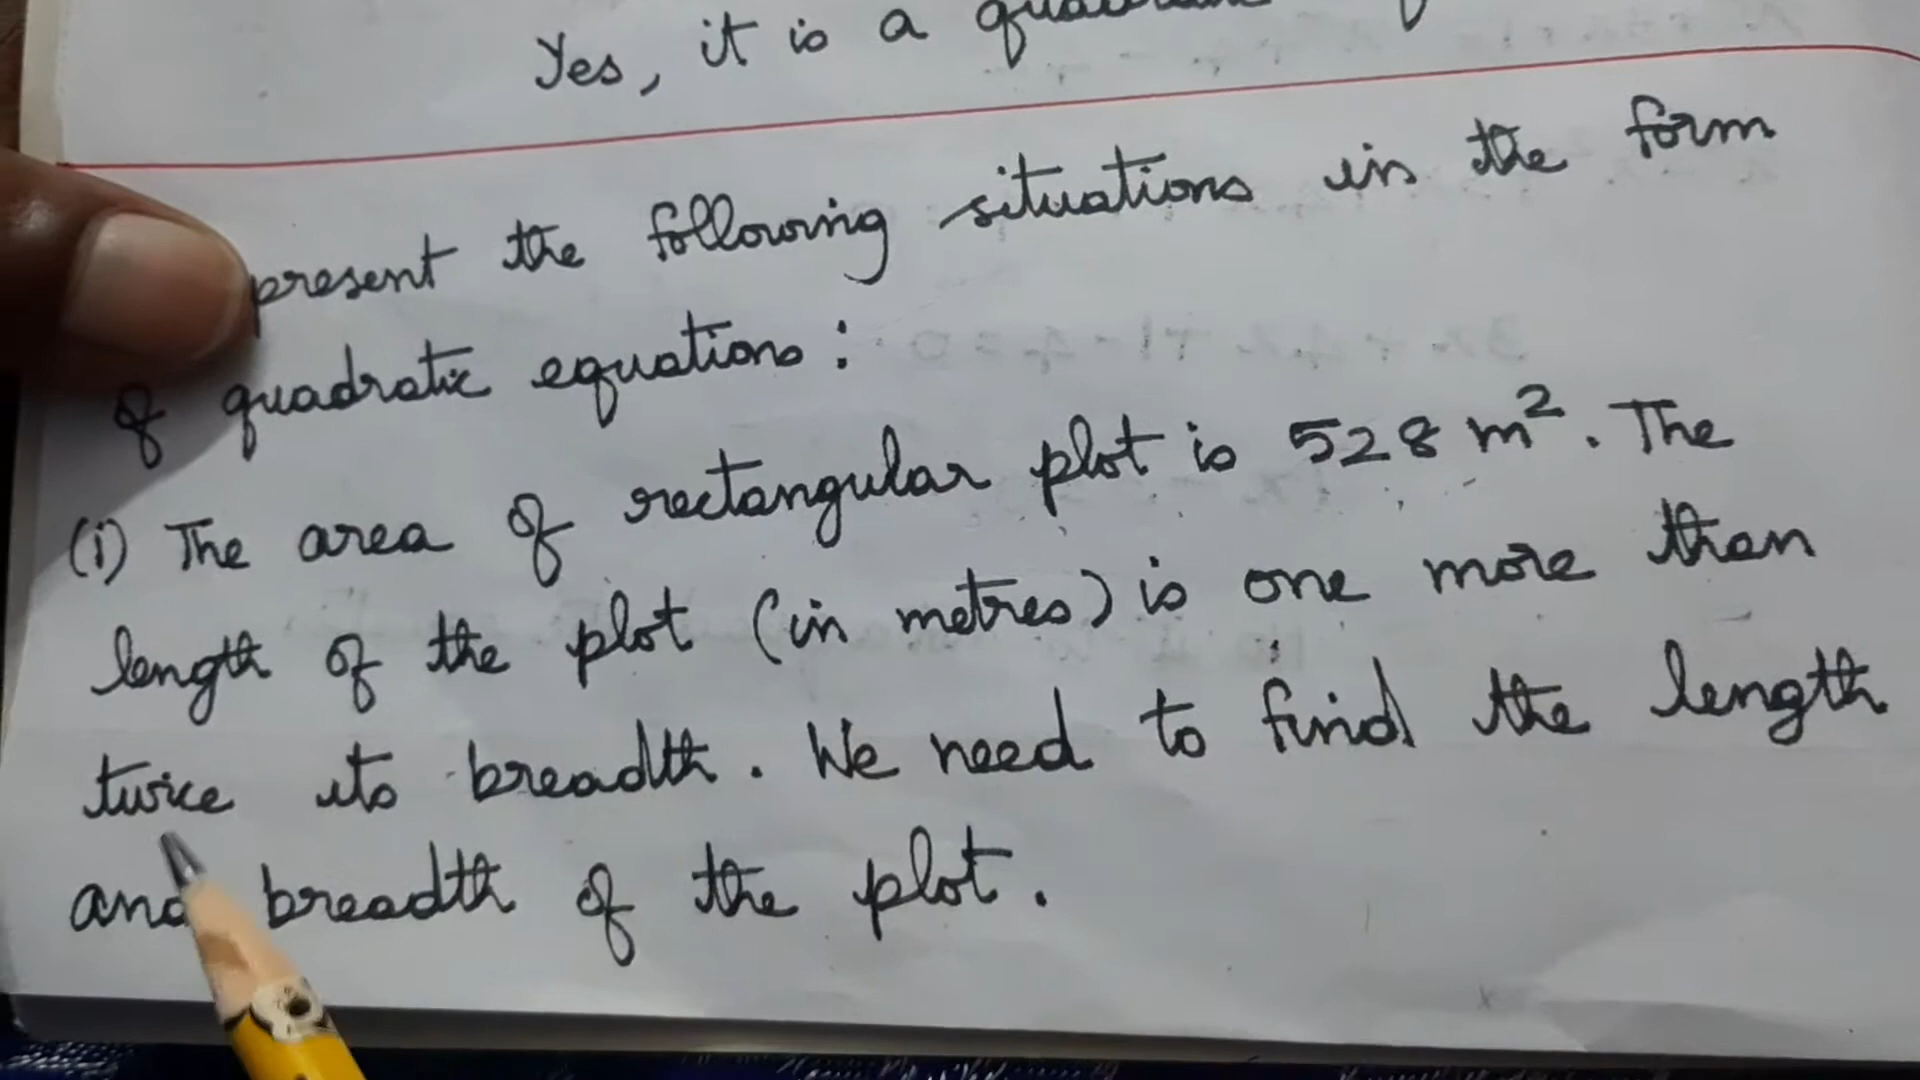 Yes, it is a
present the following situations in the form
of quadratic equations:
(i) The area of rectangular plot is 528 m². The
length of the plot (in metres) is one more than
twice its breadth. We need to find the length
and breadth of the plot.